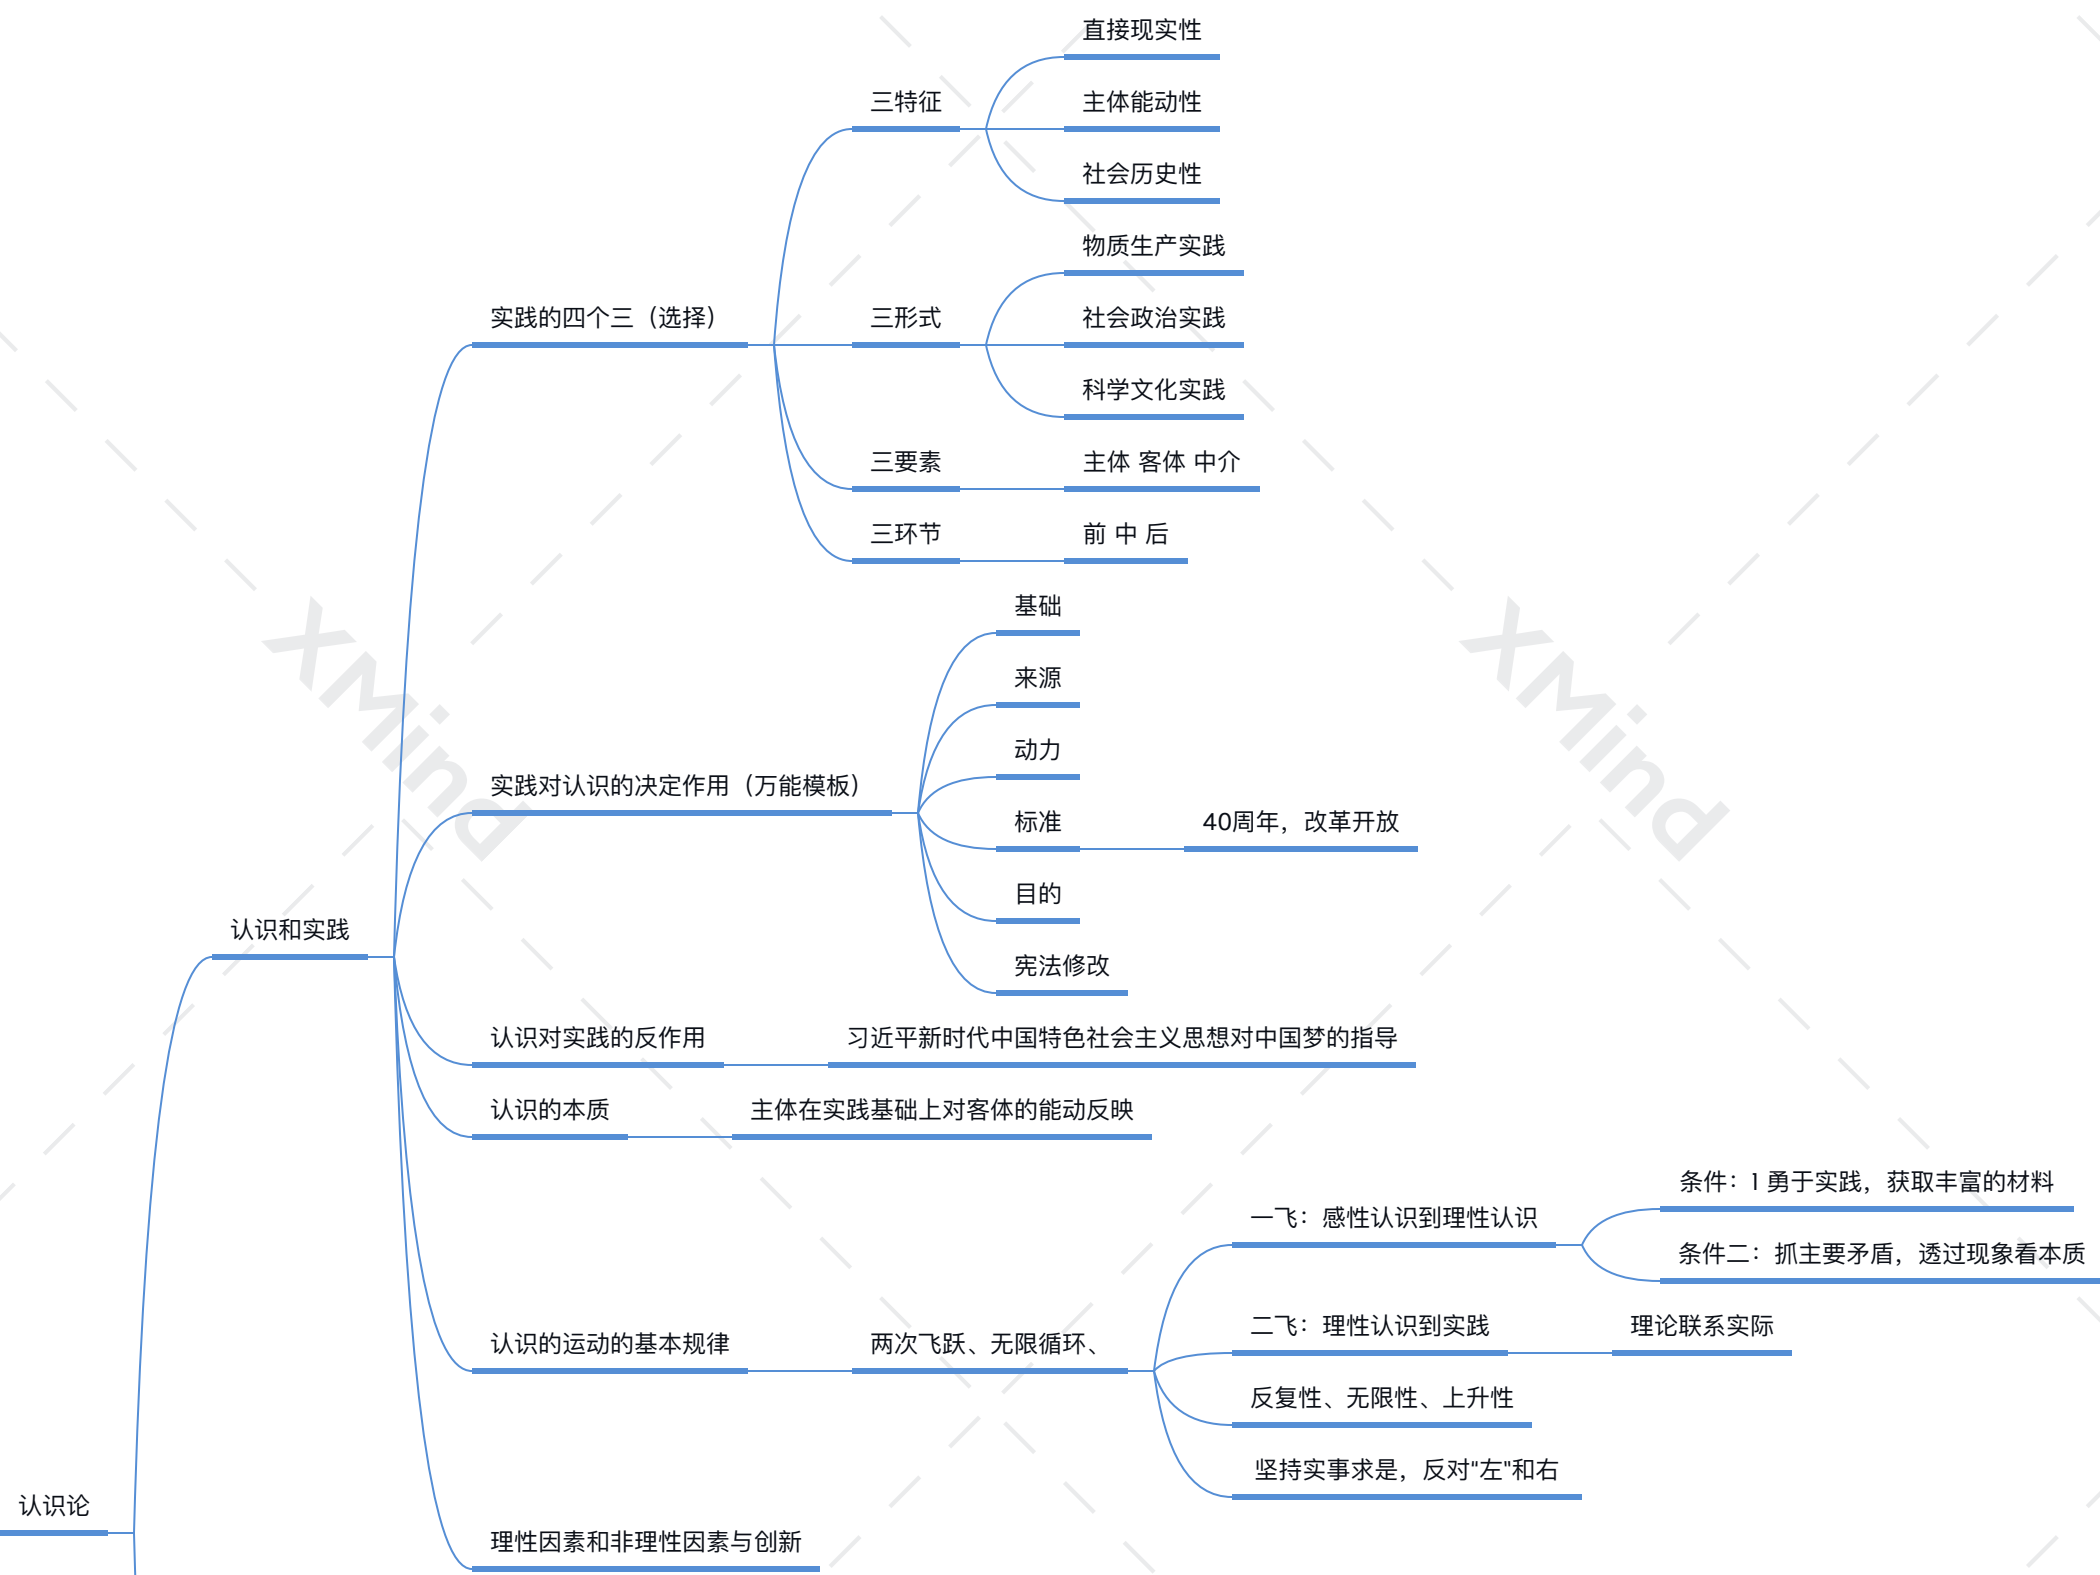 直接现实性
三特征
主体能动性
社会历史性
物质生产实践
实践的四个三（选择）
三形式
社会政治实践
科学文化实践
三要素
主体 客体 中介
三环节
前 中 后
基础
来源
动力
实践对认识的决定作用（万能模板）
标准
40周年，改革开放
目的
认识和实践
宪法修改
认识对实践的反作用
习近平新时代中国特色社会主义思想对中国梦的指导
认识的本质
主体在实践基础上对客体的能动反映
条件：1 勇于实践，获取丰富的材料
一飞：感性认识到理性认识
条件二：抓主要矛盾，透过现象看本质
认识的运动的基本规律
两次飞跃、无限循环、
二飞：理性认识到实践
理论联系实际
反复性、无限性、上升性
坚持实事求是，反对“左”和右
认识论
理性因素和非理性因素与创新
XMind
XMind